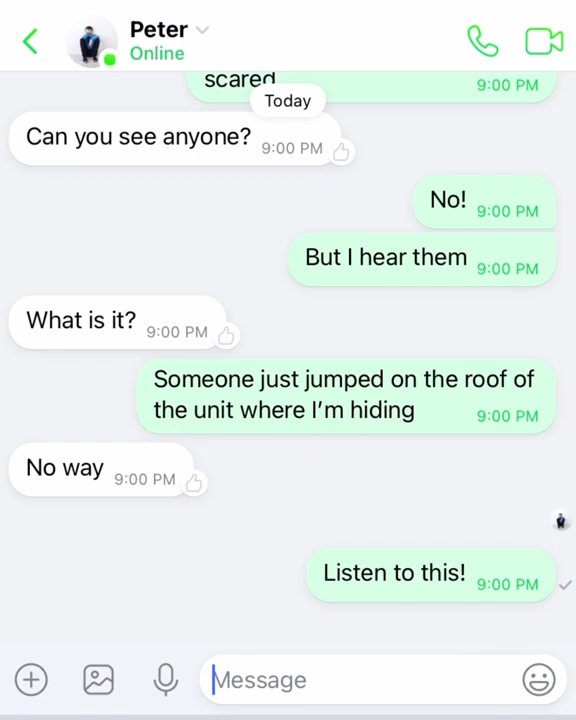 Peter
Online
scared
9:00 PM
Today
Can you see anyone?
9:00 PM
No!
9:00 PM
But I hear them
9:00 PM
What is it?
9:00 PM
Someone just jumped on the roof of
the unit where I'm hiding
9:00 PM
No way
9:00 PM
Listen to this!
9:00 PM
Message